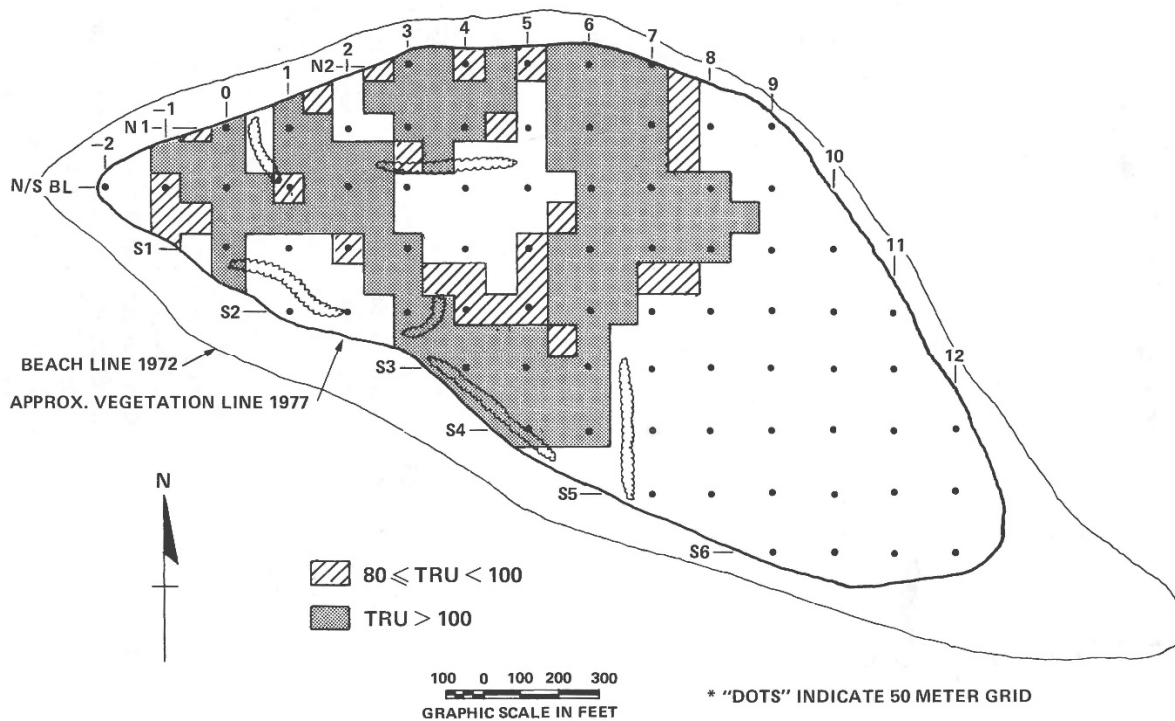 3 4 5 6 7 8 9 10 11 12
2
1
0
–1
–2
N2
N1
N/S BL
S1
S2
S3
S4
S5
S6
BEACH LINE 1972
APPROX. VEGETATION LINE 1977
N
80 ⩽ TRU < 100
TRU > 100
100 0 100 200 300
GRAPHIC SCALE IN FEET
* "DOTS" INDICATE 50 METER GRID